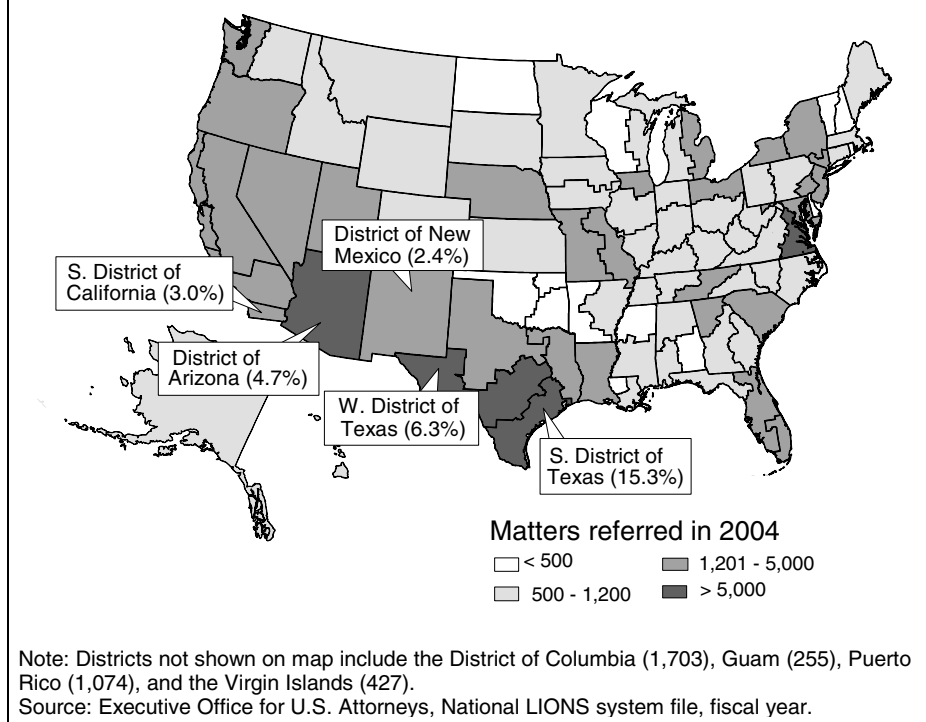 District of New
Mexico (2.4%)
S. District of
California (3.0%)
District of
Arizona (4.7%)
W. District of
Texas (6.3%)
S. District of
Texas (15.3%)
Matters referred in 2004
< 500
1,201 - 5,000
500 - 1,200
> 5,000
Note: Districts not shown on map include the District of Columbia (1,703), Guam (255), Puerto
Rico (1,074), and the Virgin Islands (427).
Source: Executive Office for U.S. Attorneys, National LIONS system file, fiscal year.